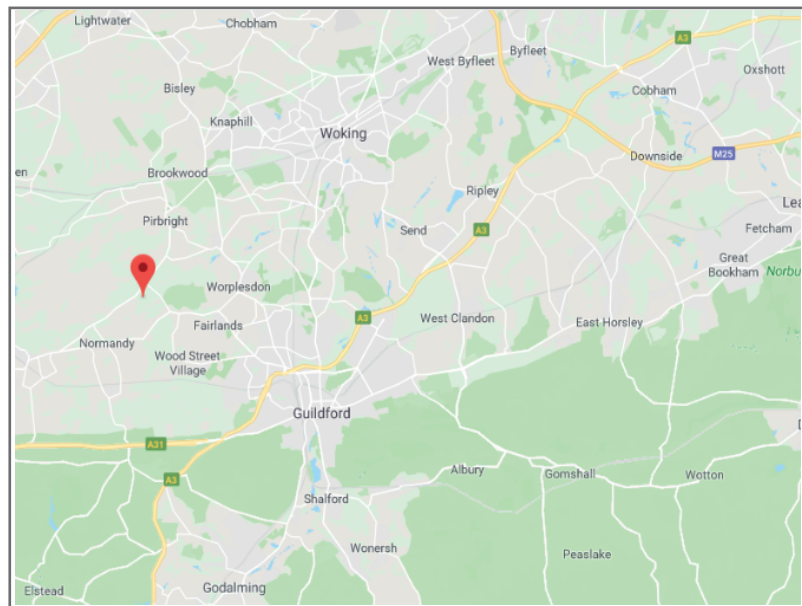 Lightwater
Chobham
A3
Byfleet
West Byfleet
Oxshott
Bisley
Cobham
Knaphill
Woking
M25
Downside
en
Brookwood
Ripley
Lea
Pirbright
Send
A3
Fetcham
Great
Bookham
Norbu
Worplesdon
A3
West Clandon
East Horsley
Fairlands
Normandy
Wood Street
Village
Guildford
D
A31
A3
Albury
Gomshall
Wotton
Shalford
Wonersh
Peaslake
Elstead
Godalming